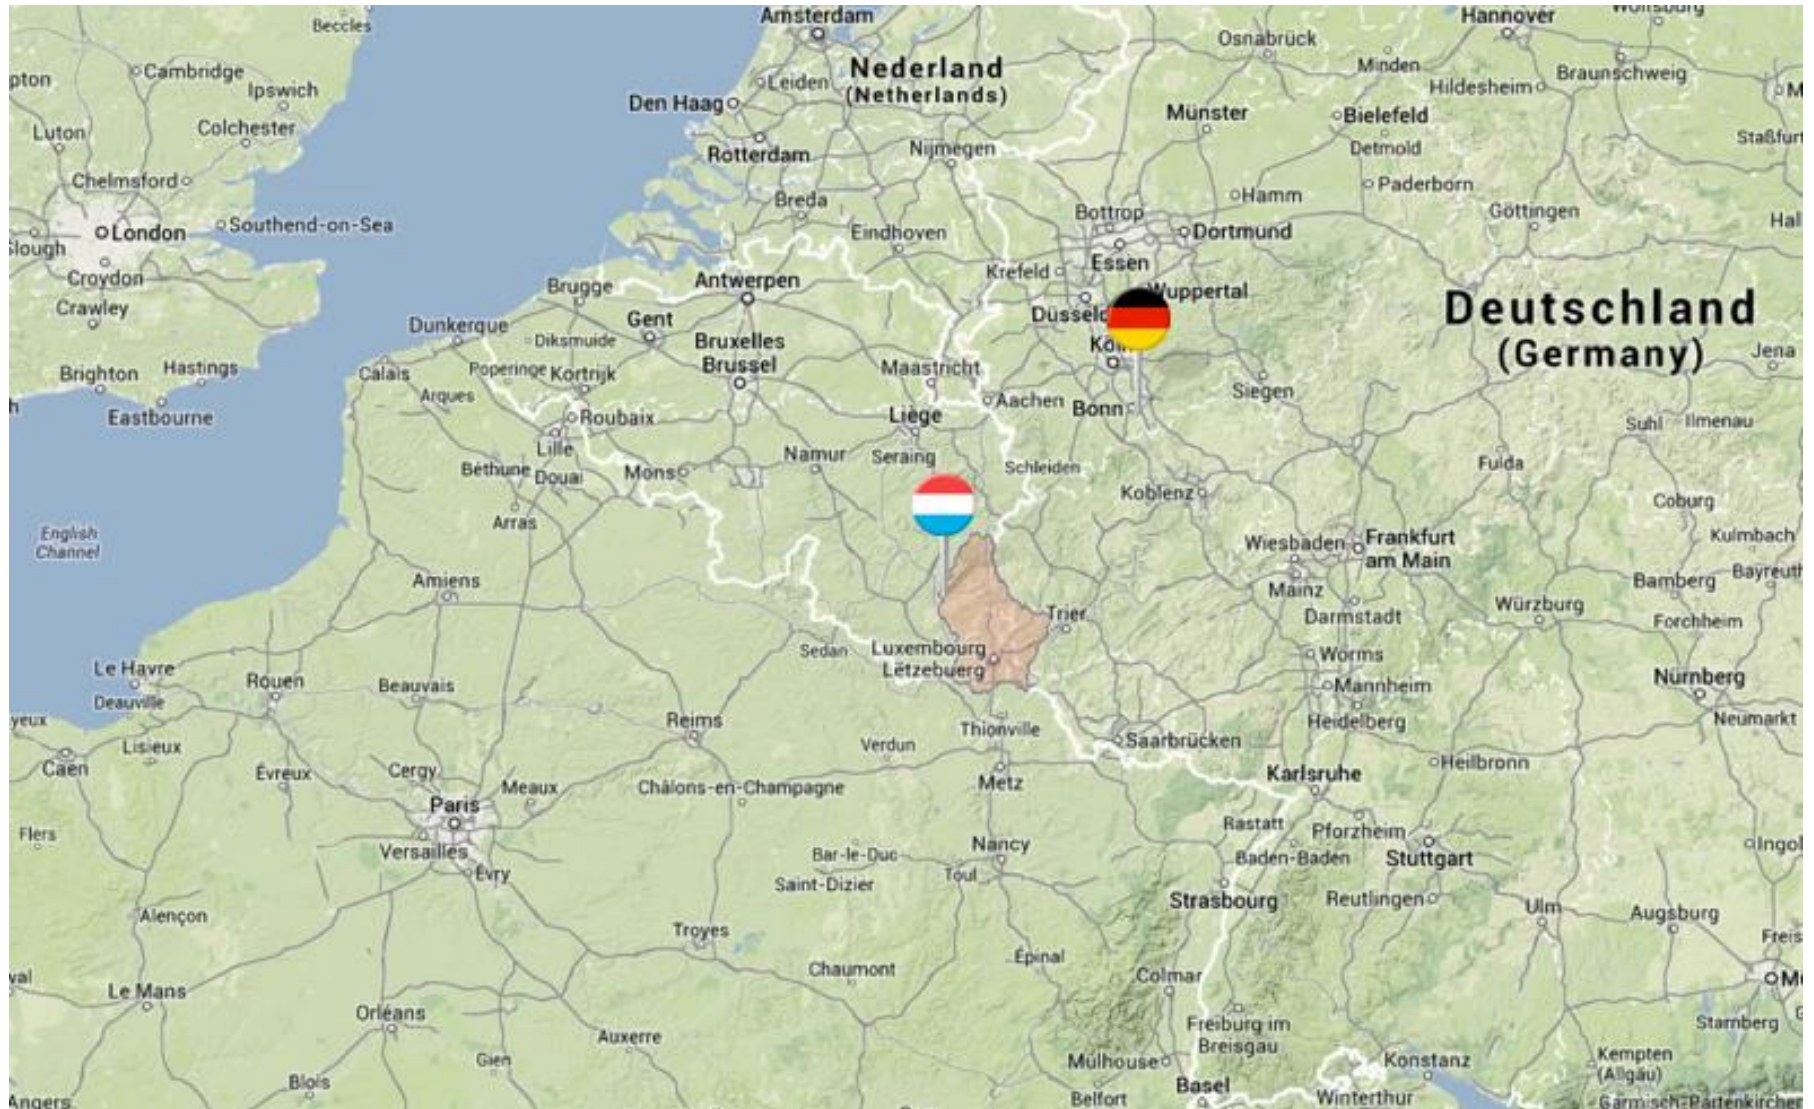 Amsterdam
Hannover
Beccles
Osnabrück
Cambridge
Nederland
(Netherlands)
Minden
Braunschweig
Ipswich
Leiden
Hildesheim
Den Haag
Münster
Bielefeld
Luton
Colchester
Rotterdam
Nijmegen
Detmold
Staßfurt
Chelmsford
Breda
Hamm
Paderborn
London
Southend-on-Sea
Eindhoven
Bottrop
Dortmund
Göttingen
Slough
Croydon
Essen
Krefeld
Crawley
Brugge
Antwerpen
Wuppertal
Deutschland
(Germany)
Dunkerque
Gent
Diksmuide
Bruxelles
Brussel
Jena
Brighton
Hastings
Calais
Poperinge
Kortrijk
Maastricht
Siegen
Eastbourne
Arques
Roubaix
Liège
Aachen
Bonn
Suhl
Ilmenau
Lille
Namur
Seraing
Schleiden
Fulda
Béthune
Douai
Mons
Koblenz
Coburg
English
Channel
Arras
Wiesbaden
Frankfurt
am Main
Kulmbach
Amiens
Mainz
Bamberg
Bayreuth
Trier
Darmstadt
Würzburg
Forchheim
Le Havre
Sedan
Luxembourg
Lëtzebuerg
Worms
Rouen
Beauvais
Mannheim
Nürnberg
Deauville
Reims
Thionville
Heidelberg
Neumarkt
Lisieux
Verdun
Saarbrücken
Caen
Évreux
Cergy
Meaux
Châlons-en-Champagne
Metz
Karlsruhe
Heilbronn
Paris
Flers
Versailles
Évry
Bar-le-Duc
Nancy
Rastatt
Pforzheim
Saint-Dizier
Toul
Baden-Baden
Stuttgart
Alençon
Strasbourg
Reutlingen
Ulm
Augsburg
Troyes
Épinal
Chaumont
Colmar
Le Mans
Orléans
Auxerre
Freiburg im
Breisgau
Starnberg
Gien
Mulhouse
Konstanz
Kempten
(Allgäu)
Blois
Angers
Belfort
Basel
Winterthur
Garmisch-Partenkirchen